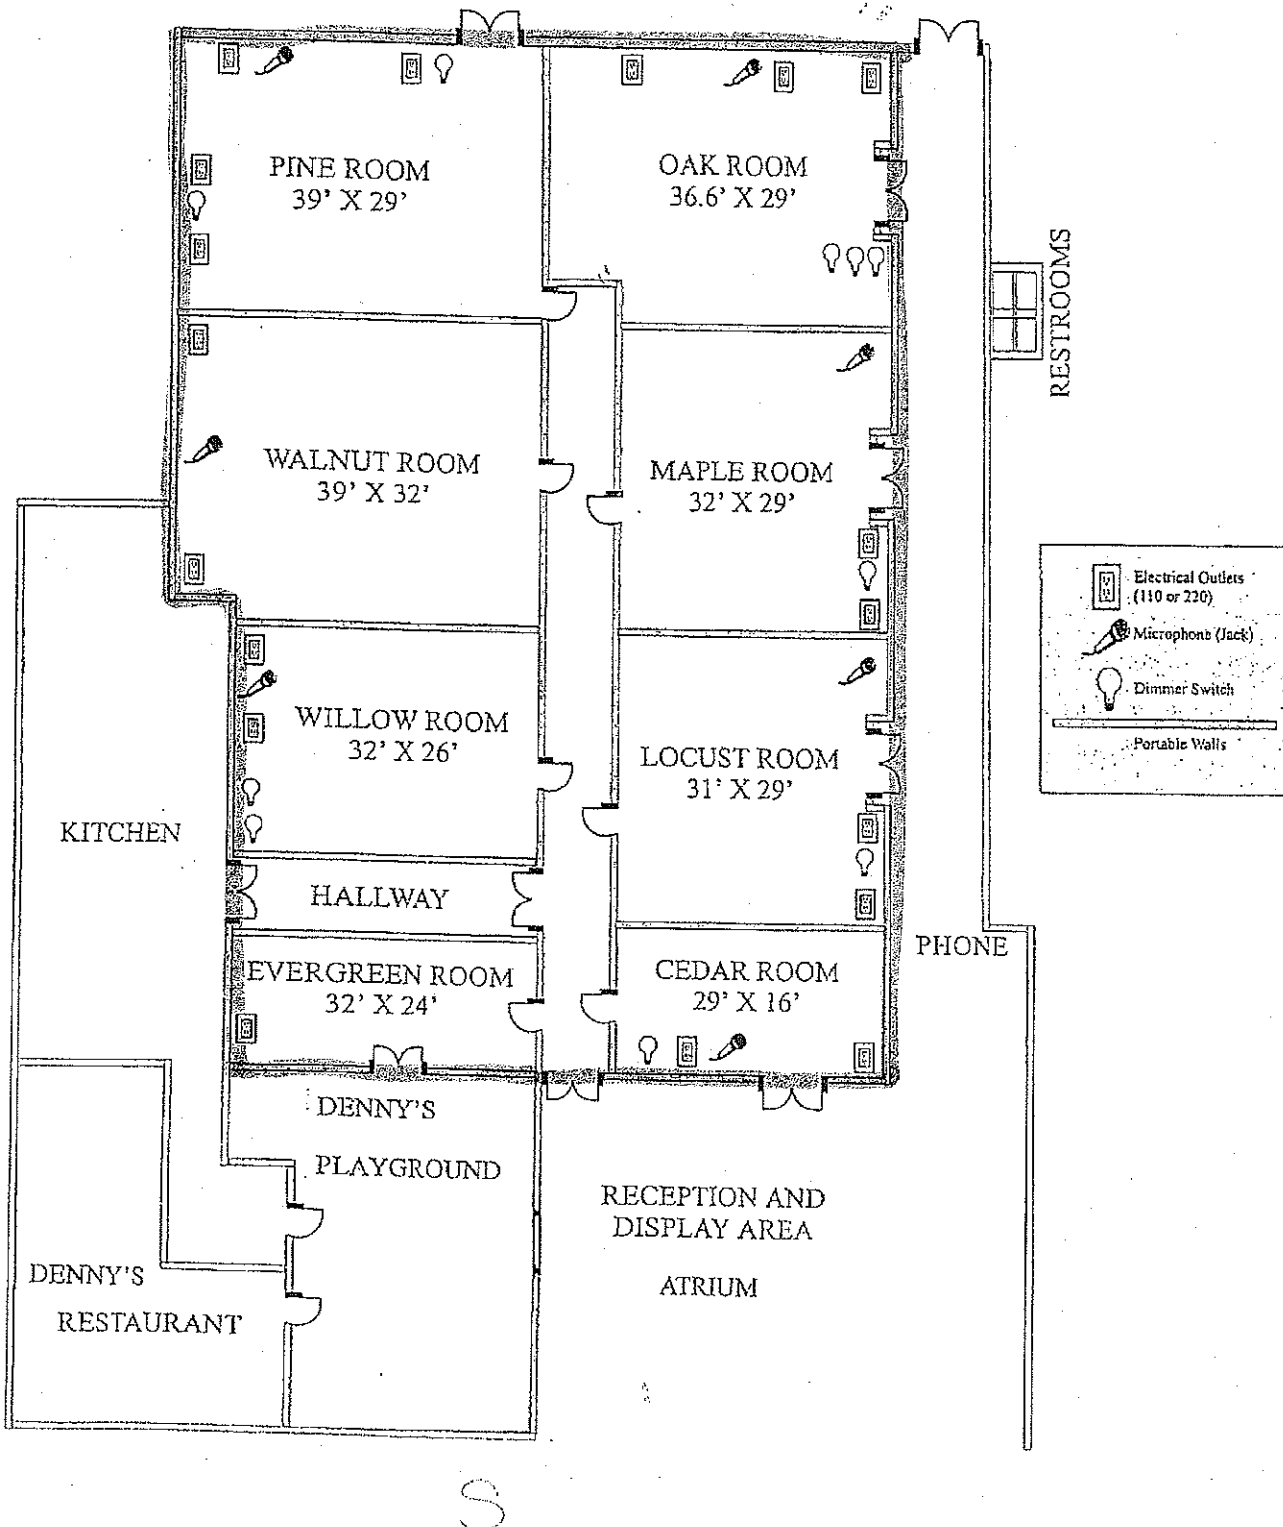 PINE ROOM
39' X 29'
OAK ROOM
36.6' X 29'
RESTROOMS
WALNUT ROOM
39' X 32'
MAPLE ROOM
32' X 29'
Electrical Outlets
(110 or 220)
Microphone (Jack)
Dimmer Switch
Portable Walls
WILLOW ROOM
32' X 26'
LOCUST ROOM
31' X 29'
KITCHEN
HALLWAY
PHONE
EVERGREEN ROOM
32' X 24'
CEDAR ROOM
29' X 16'
DENNY'S
PLAYGROUND
RECEPTION AND
DISPLAY AREA
ATRIUM
DENNY'S
RESTAURANT
S